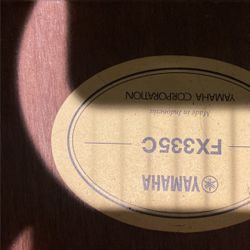 YAMAHA
FX335C
Made in Indonesia
YAMAHA CORPORATION